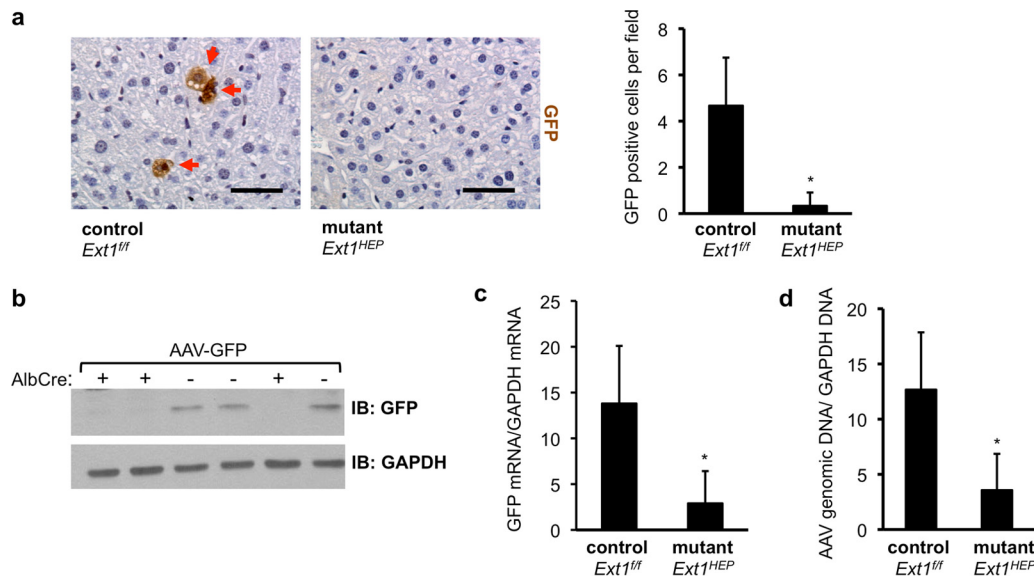 a
GFP
control
Ext1f/f
mutant
Ext1HEP
GFP positive cells per field
8
6
4
2
0
*
control
Ext1f/f
mutant
Ext1HEP
b
AAV-GFP
AlbCre: + + - - + -
IB: GFP
IB: GAPDH
c
GFP mRNA/GAPDH mRNA
25
20
15
10
5
0
*
control
Ext1f/f
mutant
Ext1HEP
d
AAV genomic DNA/ GAPDH DNA
20
15
10
5
0
*
control
Ext1f/f
mutant
Ext1HEP